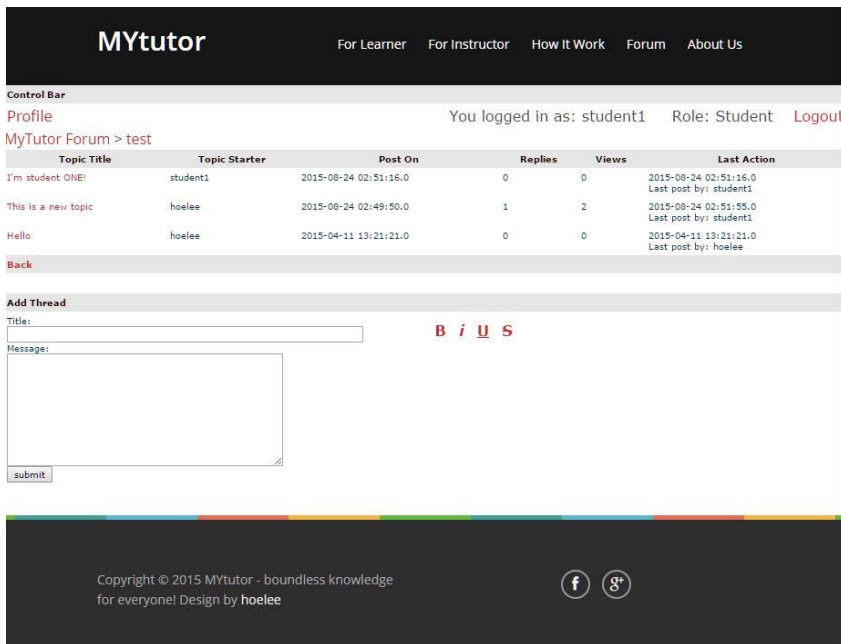 MYtutor For Learner For Instructor How It Work Forum About Us
Control Bar
Profile You logged in as: student1 Role: Student Logout
MyTutor Forum > test
Topic Title Topic Starter Post On Replies Views Last Action
I'm student ONE! student1 2015-08-24 02:51:16.0 0 0 2015-08-24 02:51:16.0
Last post by: student1
This is a new topic hoelee 2015-08-24 02:49:50.0 1 2 2015-08-24 02:51:55.0
Last post by: student1
Hello hoelee 2015-04-11 13:21:21.0 0 0 2015-04-11 13:21:21.0
Last post by: hoelee
Back
Add Thread
Title:
B i U S
Message:
submit
Copyright © 2015 MYtutor - boundless knowledge
for everyone! Design by hoelee
f g+